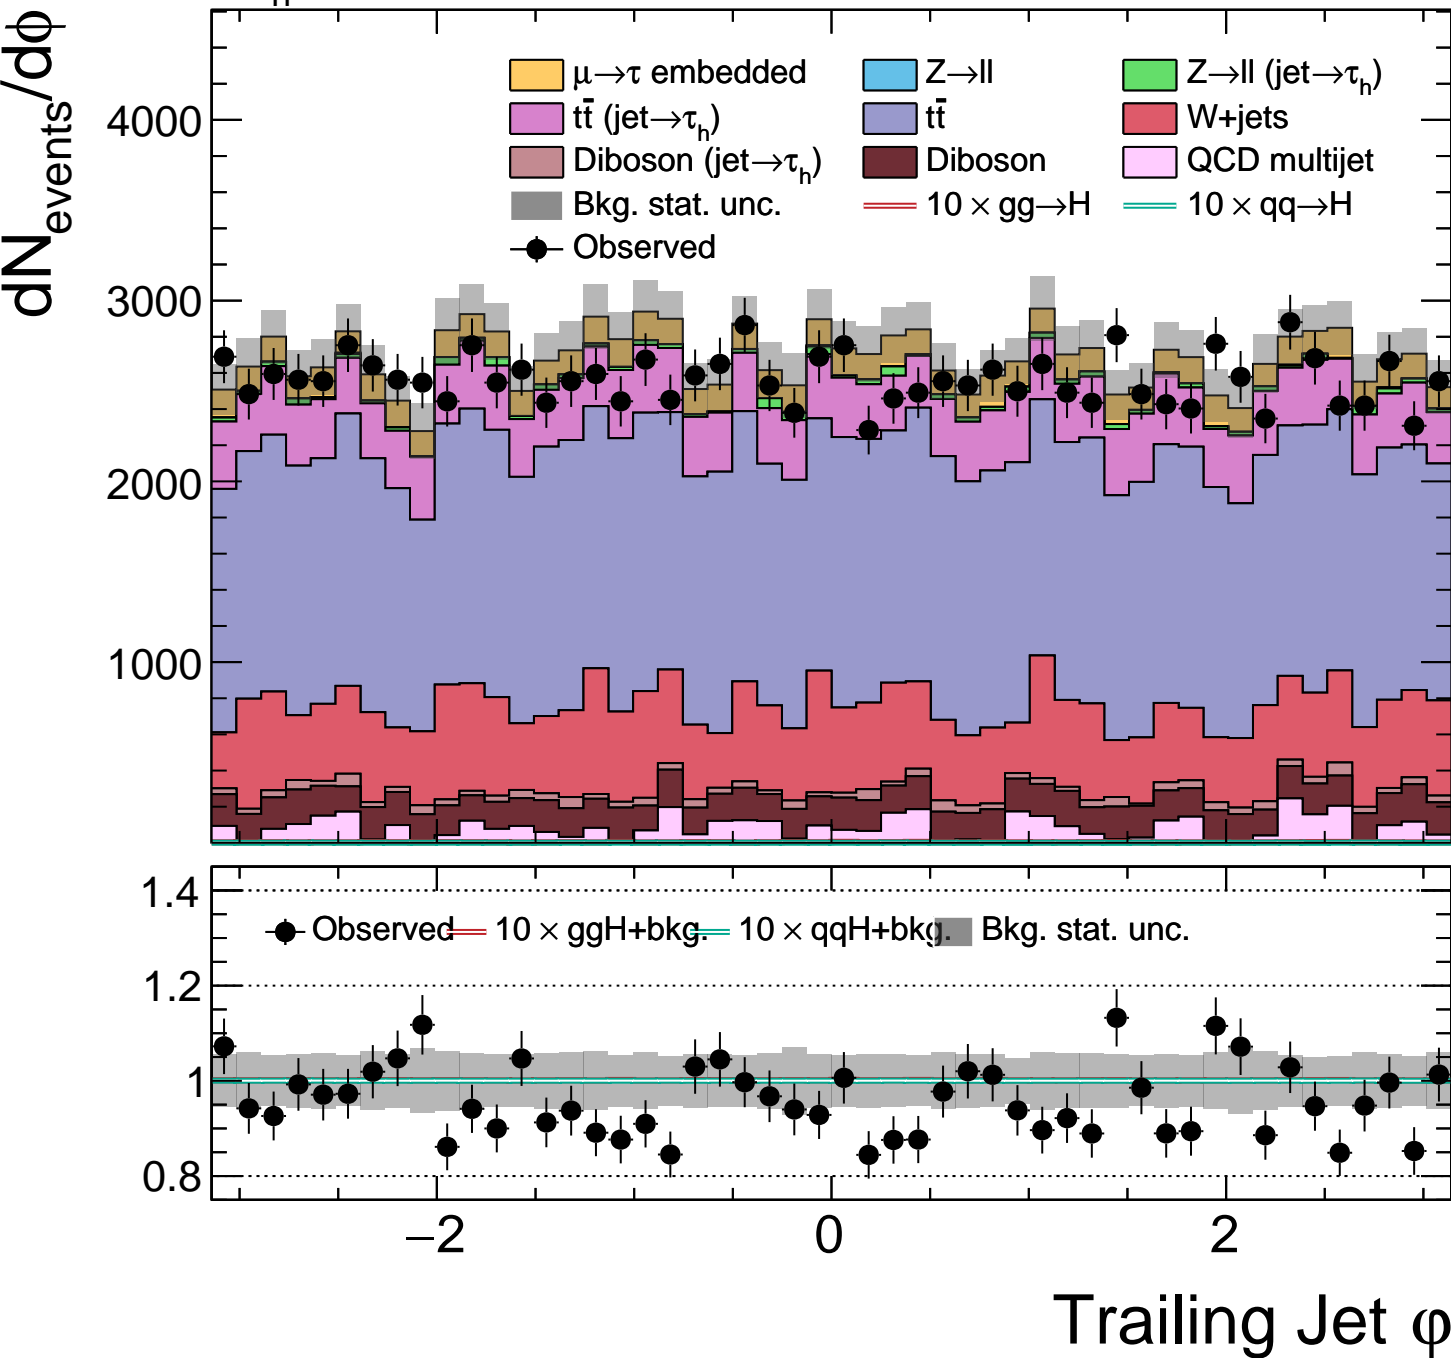 dN_events/dϕ
μ→τ embedded Z→ll Z→ll (jet→τ_h)
tt̄ (jet→τ_h) tt̄ W+jets
Diboson (jet→τ_h) Diboson QCD multijet
Bkg. stat. unc. 10 × gg→H 10 × qq→H
Observed
4000
3000
2000
1000
Observed 10 × ggH+bkg. 10 × qqH+bkg. Bkg. stat. unc.
1.4
1.2
1
0.8
−2 0 2
Trailing Jet φ